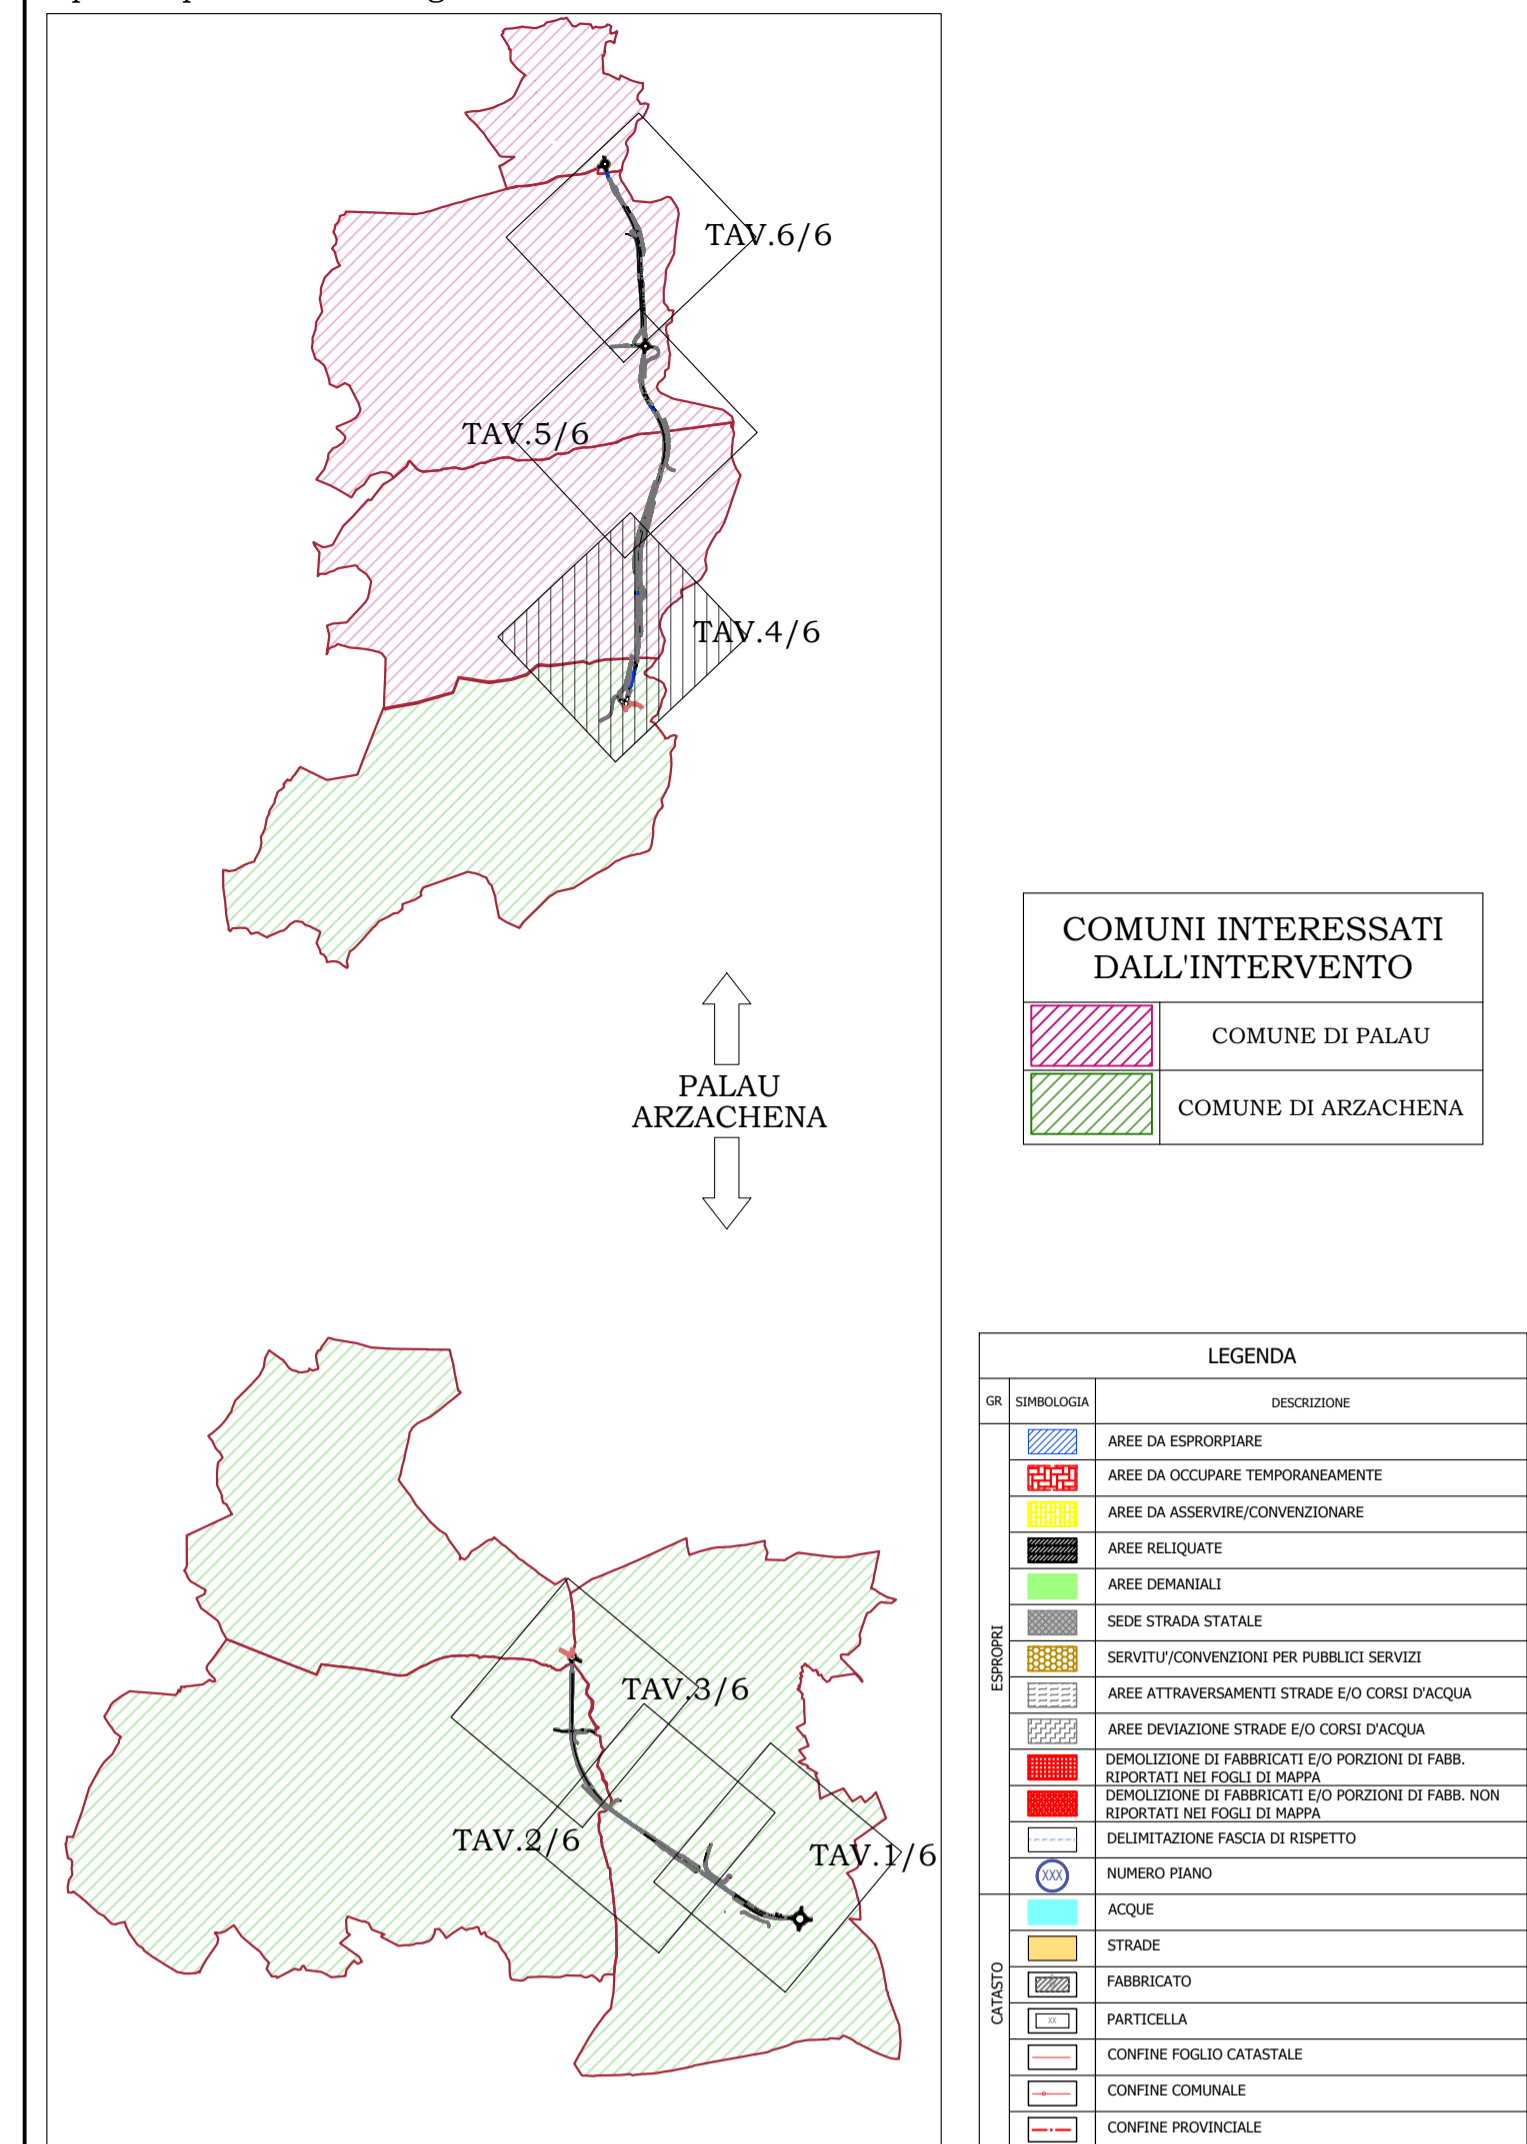 TAV.6/6
TAV.5/6
TAV.4/6
PALAU
ARZACHENA
TAV.3/6
TAV.2/6
TAV.1/6
COMUNI INTERESSATI
DALL'INTERVENTO
COMUNE DI PALAU
COMUNE DI ARZACHENA
LEGENDA
GR SIMBOLOGIA DESCRIZIONE
ESPROPRI
AREE DA ESPRORPIARE
AREE DA OCCUPARE TEMPORANEAMENTE
AREE DA ASSERVIRE/CONVENZIONARE
AREE RELIQUATE
AREE DEMANIALI
SEDE STRADA STATALE
SERVITU'/CONVENZIONI PER PUBBLICI SERVIZI
AREE ATTRAVERSAMENTI STRADE E/O CORSI D'ACQUA
AREE DEVIAZIONE STRADE E/O CORSI D'ACQUA
DEMOLIZIONE DI FABBRICATI E/O PORZIONI DI FABB.
RIPORTATI NEI FOGLI DI MAPPA
DEMOLIZIONE DI FABBRICATI E/O PORZIONI DI FABB. NON
RIPORTATI NEI FOGLI DI MAPPA
DELIMITAZIONE FASCIA DI RISPETTO
XXX NUMERO PIANO
CATASTO
ACQUE
STRADE
FABBRICATO
XX PARTICELLA
CONFINE FOGLIO CATASTALE
CONFINE COMUNALE
CONFINE PROVINCIALE